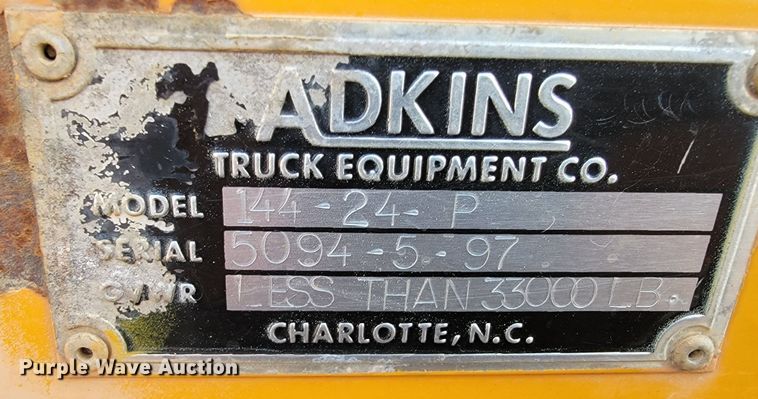 ADKINS
TRUCK EQUIPMENT CO.
MODEL 144-24-P
SERIAL 5094-5-97
GVWR LESS THAN 33000 LB.
CHARLOTTE, N.C.
Purple Wave Auction